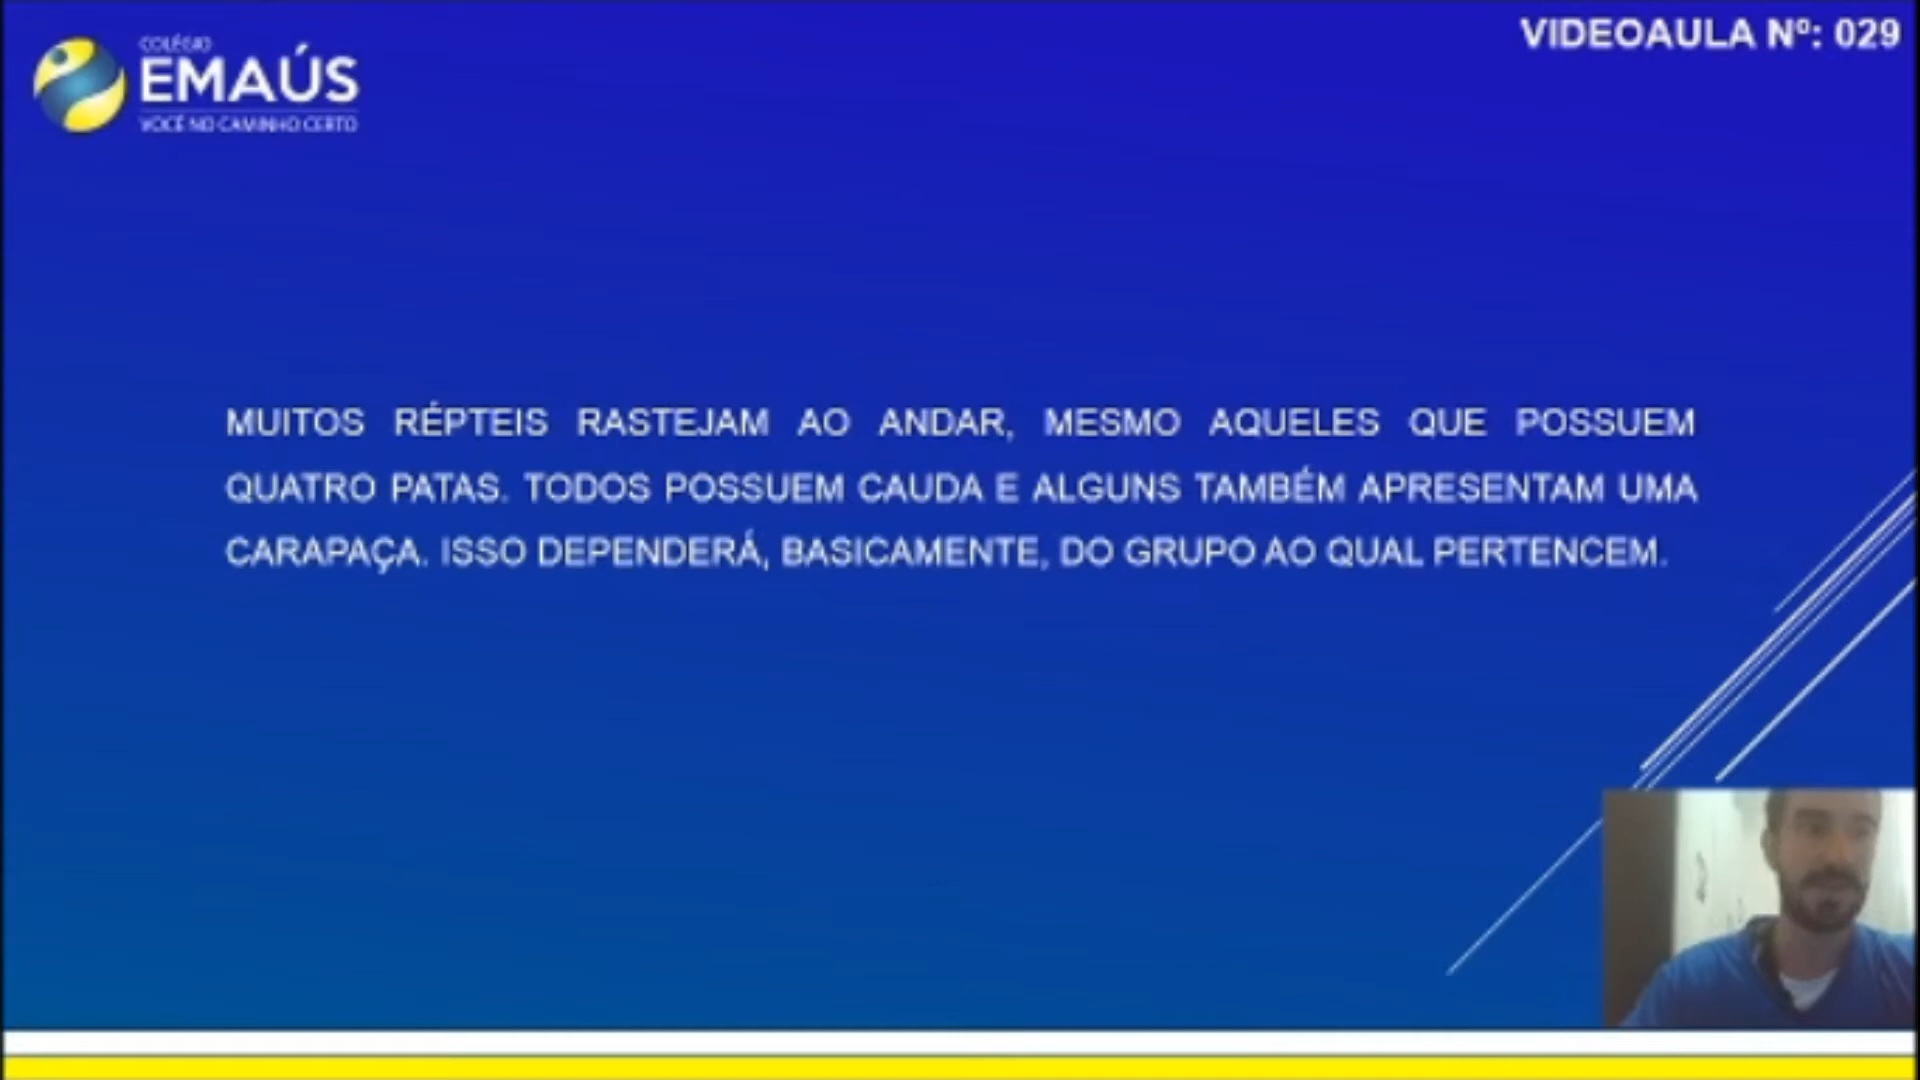 COLÉGIO
EMAÚS
VOCÊ NO CAMINHO CERTO
VIDEOAULA Nº: 029
MUITOS RÉPTEIS RASTEJAM AO ANDAR, MESMO AQUELES QUE POSSUEM
QUATRO PATAS. TODOS POSSUEM CAUDA E ALGUNS TAMBÉM APRESENTAM UMA
CARAPAÇA. ISSO DEPENDERÁ, BASICAMENTE, DO GRUPO AO QUAL PERTENCEM.